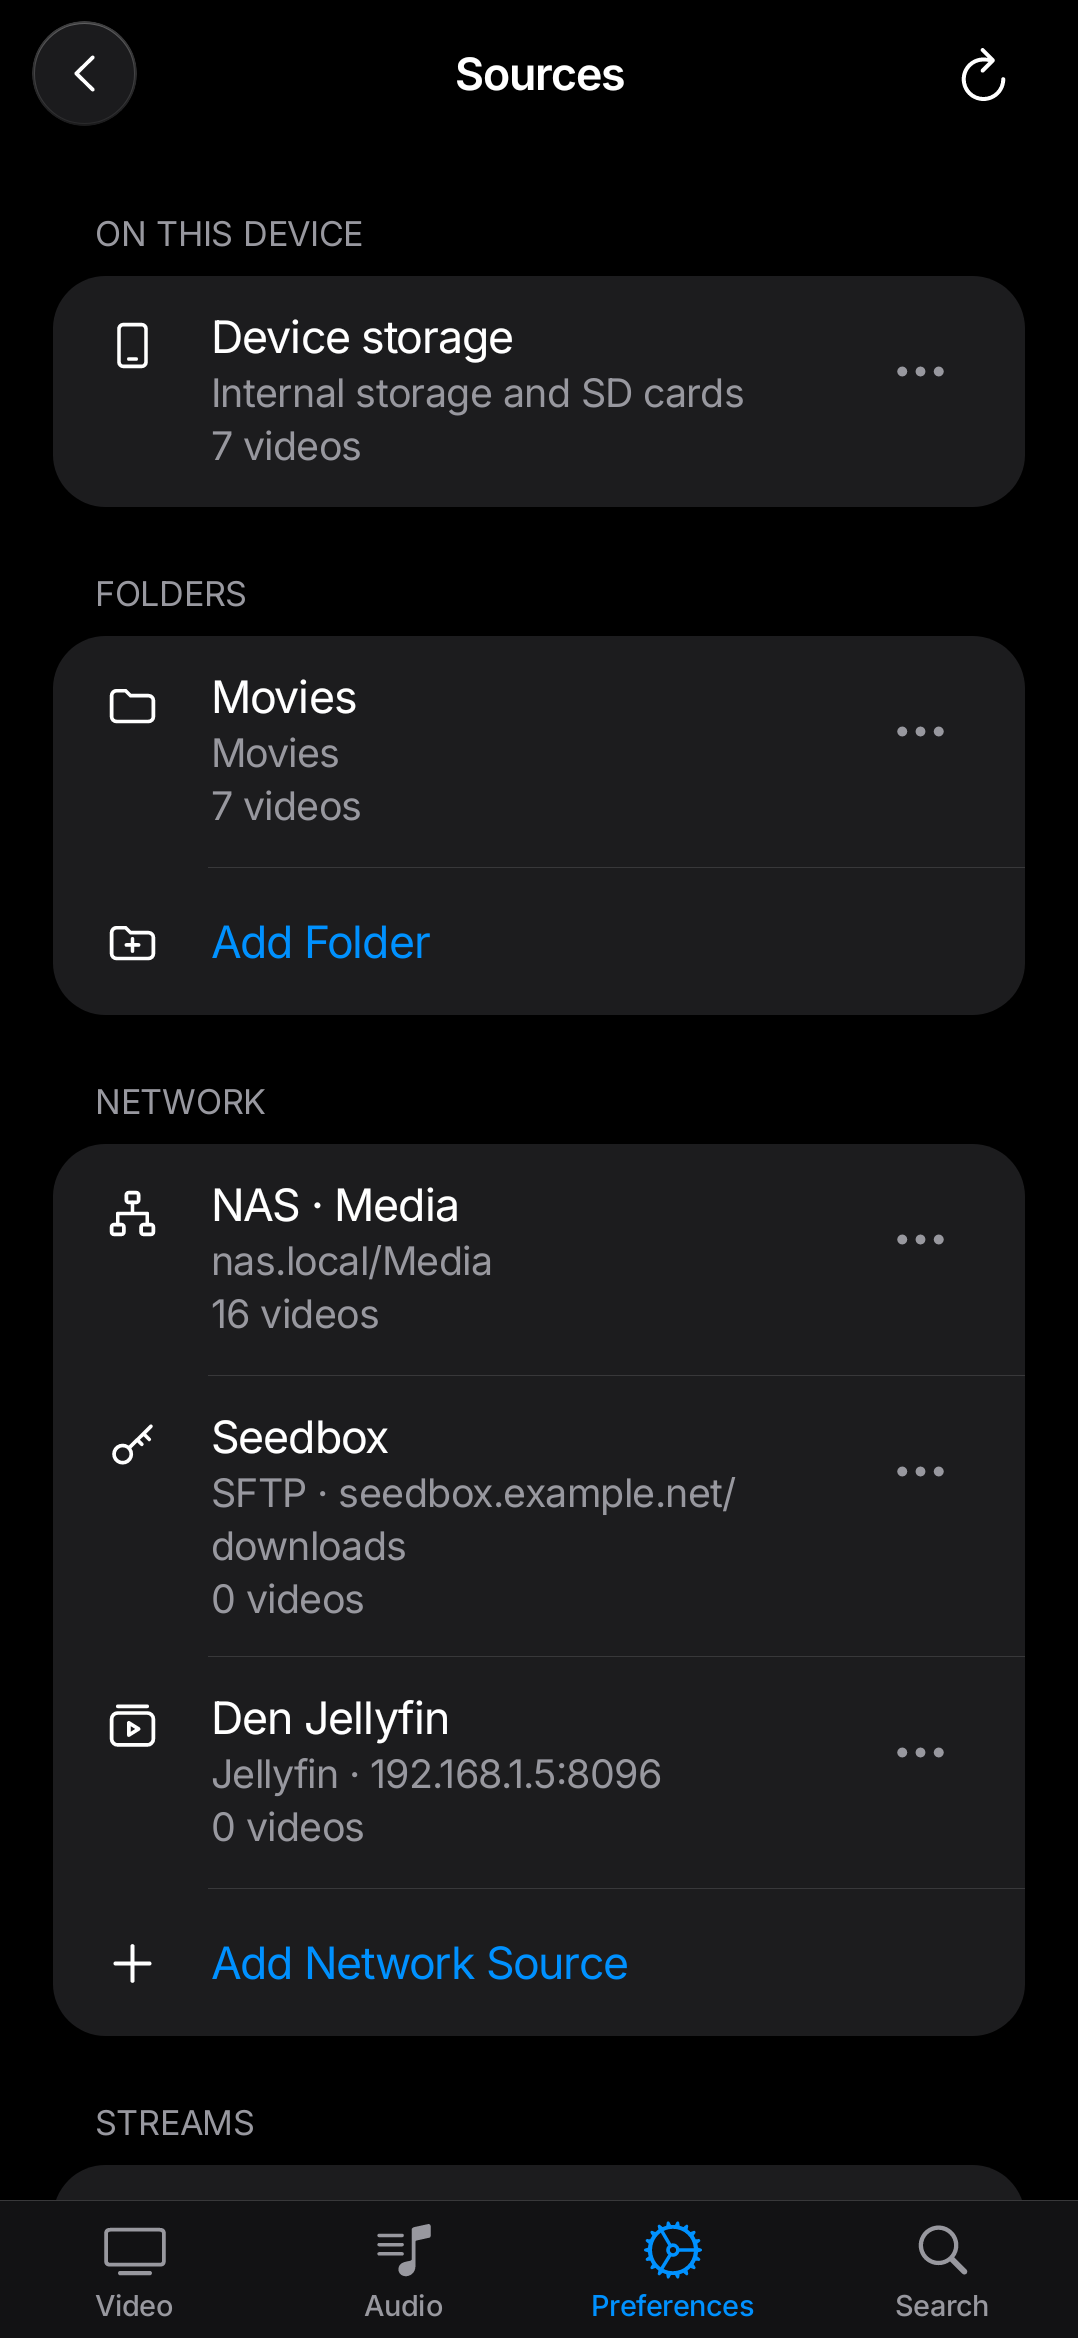 Sources
ON THIS DEVICE
Device storage
Internal storage and SD cards
7 videos
FOLDERS
Movies
Movies
7 videos
Add Folder
NETWORK
NAS · Media
nas.local/Media
16 videos
Seedbox
SFTP · seedbox.example.net/
downloads
0 videos
Den Jellyfin
Jellyfin · 192.168.1.5:8096
0 videos
Add Network Source
STREAMS
Video
Audio
Preferences
Search